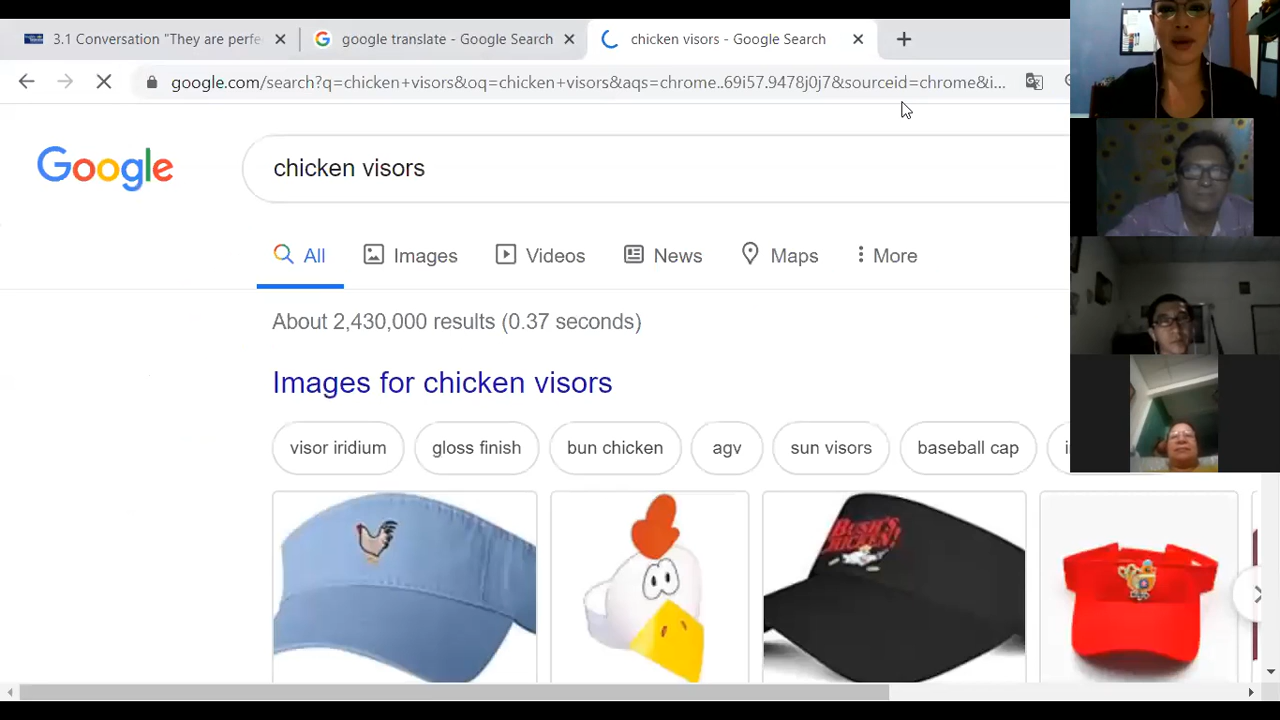 3.1 Conversation "They are perfe
google translate - Google Search
chicken visors - Google Search
google.com/search?q=chicken+visors&oq=chicken+visors&aqs=chrome..69i57.9478j0j7&sourceid=chrome&i...
Google
chicken visors
All
Images
Videos
News
Maps
More
About 2,430,000 results (0.37 seconds)
Images for chicken visors
visor iridium
gloss finish
bun chicken
agv
sun visors
baseball cap
BUSH'S
CHICKEN!